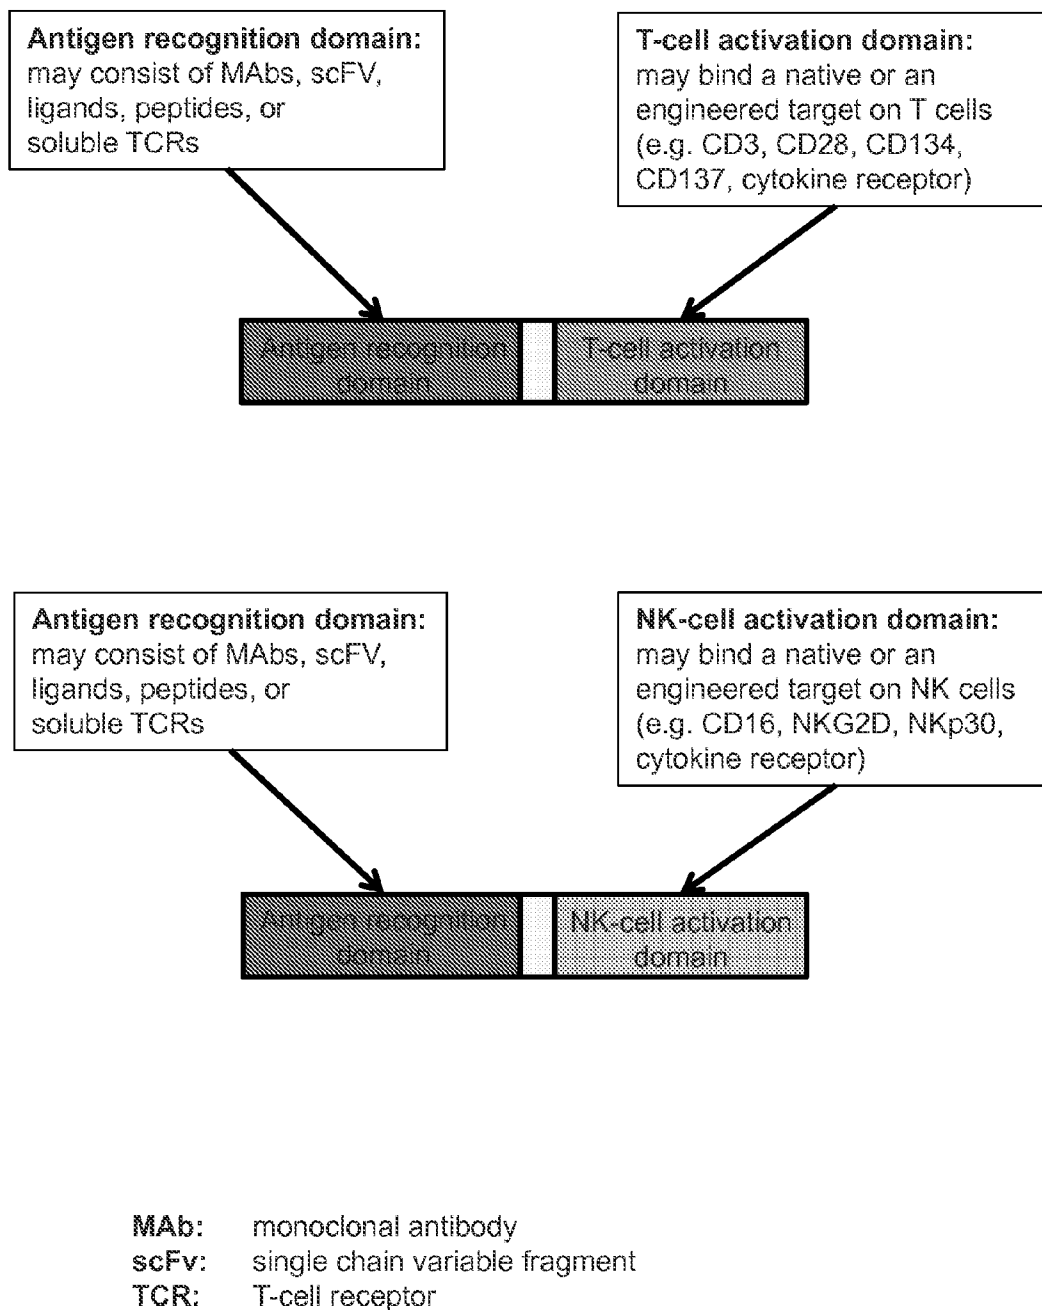 Antigen recognition domain:
may consist of MAbs, scFV,
ligands, peptides, or
soluble TCRs
T-cell activation domain:
may bind a native or an
engineered target on T cells
(e.g. CD3, CD28, CD134,
CD137, cytokine receptor)
Antigen recognition
domain
T-cell activation
domain
Antigen recognition domain:
may consist of MAbs, scFV,
ligands, peptides, or
soluble TCRs
NK-cell activation domain:
may bind a native or an
engineered target on NK cells
(e.g. CD16, NKG2D, NKp30,
cytokine receptor)
Antigen recognition
domain
NK-cell activation
domain
MAb: monoclonal antibody
scFv: single chain variable fragment
TCR: T-cell receptor